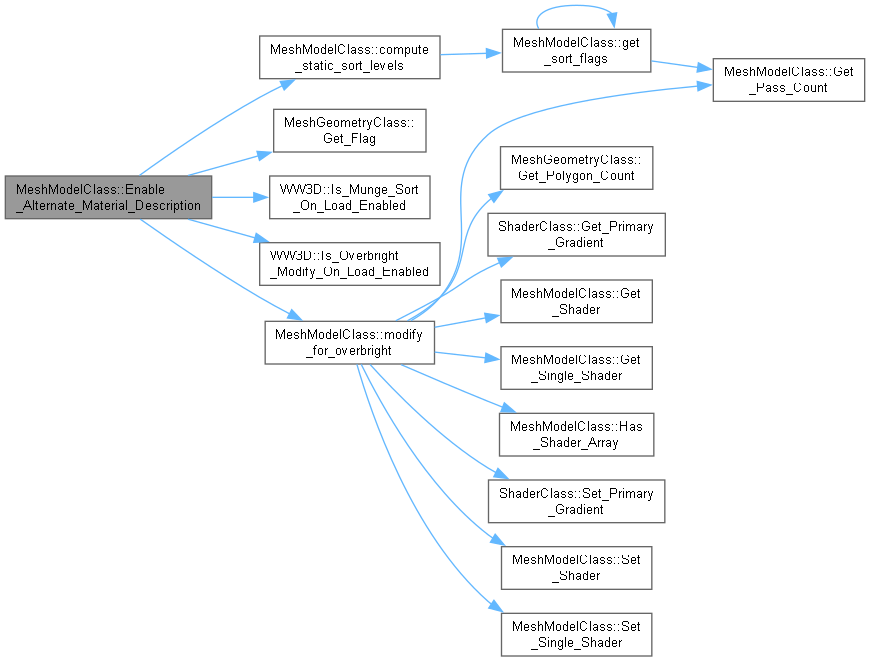 MeshModelClass::Enable
_Alternate_Material_Description
MeshModelClass::compute
_static_sort_levels
MeshGeometryClass::
Get_Flag
WW3D::Is_Munge_Sort
_On_Load_Enabled
WW3D::Is_Overbright
_Modify_On_Load_Enabled
MeshModelClass::modify
_for_overbright
MeshModelClass::get
_sort_flags
MeshModelClass::Get
_Pass_Count
MeshGeometryClass::
Get_Polygon_Count
ShaderClass::Get_Primary
_Gradient
MeshModelClass::Get
_Shader
MeshModelClass::Get
_Single_Shader
MeshModelClass::Has
_Shader_Array
ShaderClass::Set_Primary
_Gradient
MeshModelClass::Set
_Shader
MeshModelClass::Set
_Single_Shader